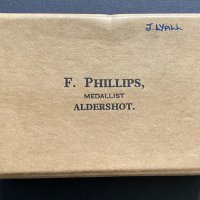 J. LYALL
F. PHILLIPS,
MEDALLIST
ALDERSHOT.